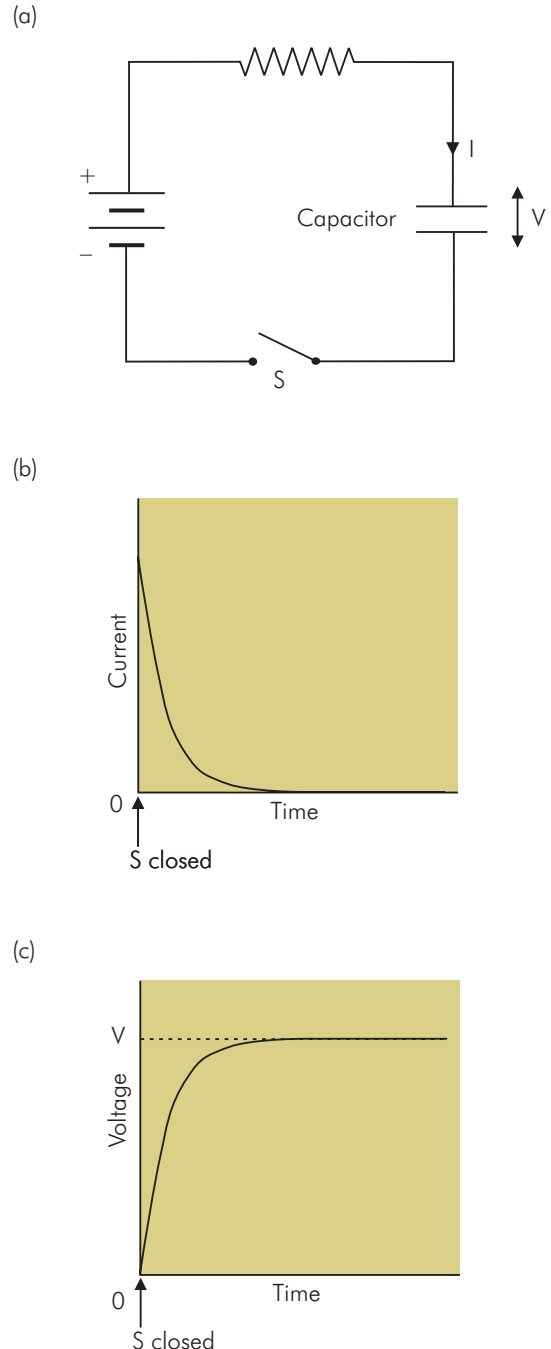 (a)
+
I
Capacitor
V
−
S
(b)
Current
0
Time
S closed
(c)
V
Voltage
0
Time
S closed